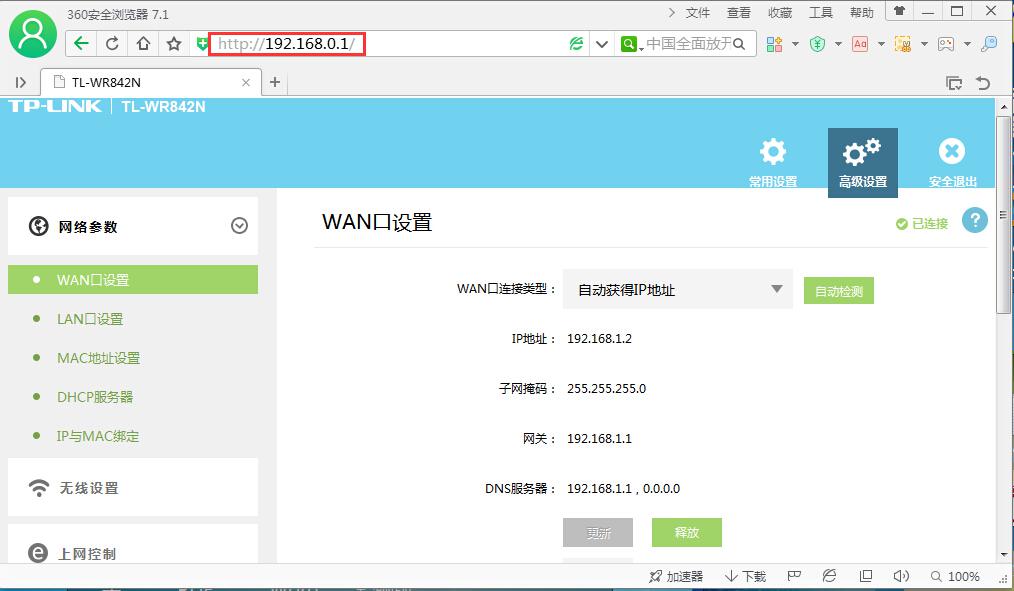 360安全浏览器 7.1
文件 查看 收藏 工具 帮助
http://192.168.0.1/
中国全面放开
TL-WR842N
TP-LINK | TL-WR842N
常用设置 高级设置 安全退出
网络参数
WAN口设置
LAN口设置
MAC地址设置
DHCP服务器
IP与MAC绑定
无线设置
上网控制
WAN口设置
已连接
WAN口连接类型: 自动获得IP地址 自动检测
IP地址: 192.168.1.2
子网掩码: 255.255.255.0
网关: 192.168.1.1
DNS服务器: 192.168.1.1 , 0.0.0.0
更新 释放
加速器 下载 100%